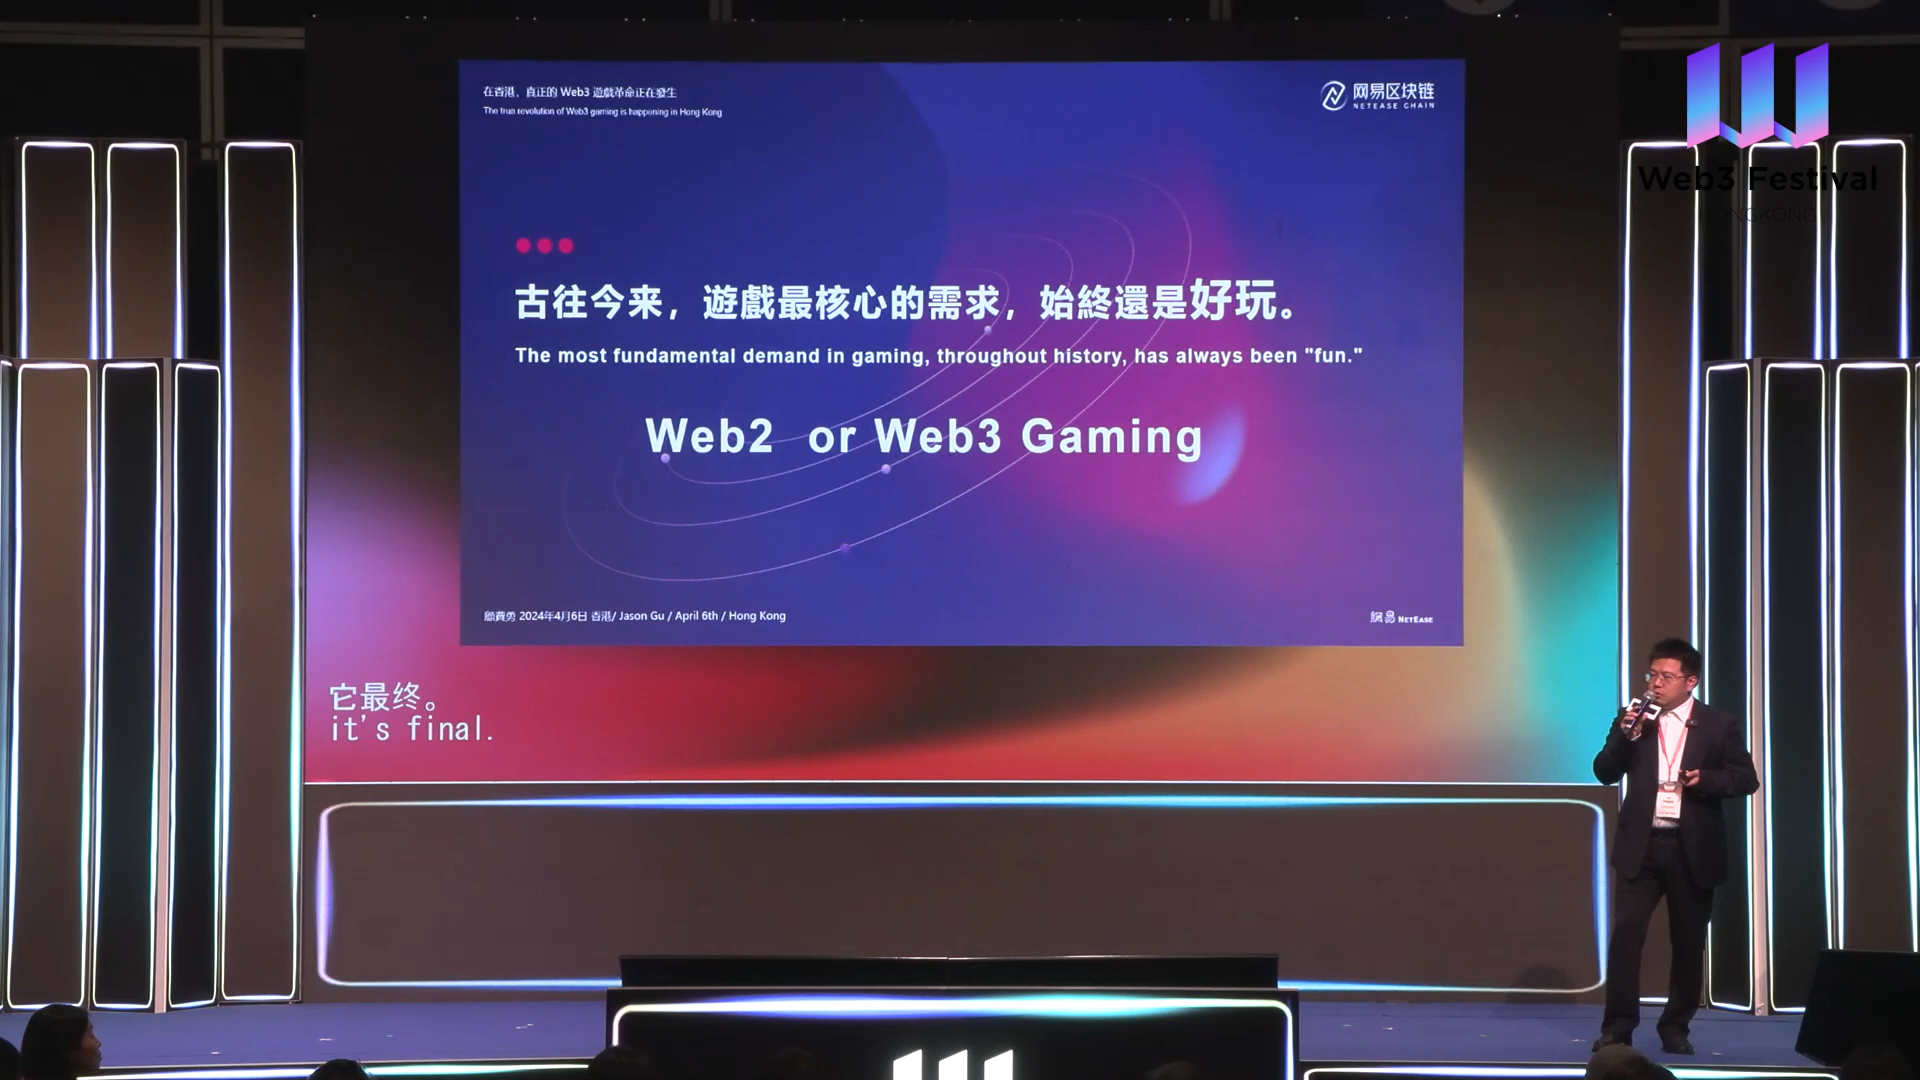 在香港，真正的 Web3 遊戲革命正在發生
The true revolution of Web3 gaming is happening in Hong Kong
网易区块链
NETEASE CHAIN
Web3 Festival
HONGKONG
古往今来，遊戲最核心的需求，始終還是好玩。
The most fundamental demand in gaming, throughout history, has always been "fun."
Web2 or Web3 Gaming
顧費勇 2024年4月6日 香港/ Jason Gu / April 6th / Hong Kong
網易 NETEASE
它最终。
it's final.